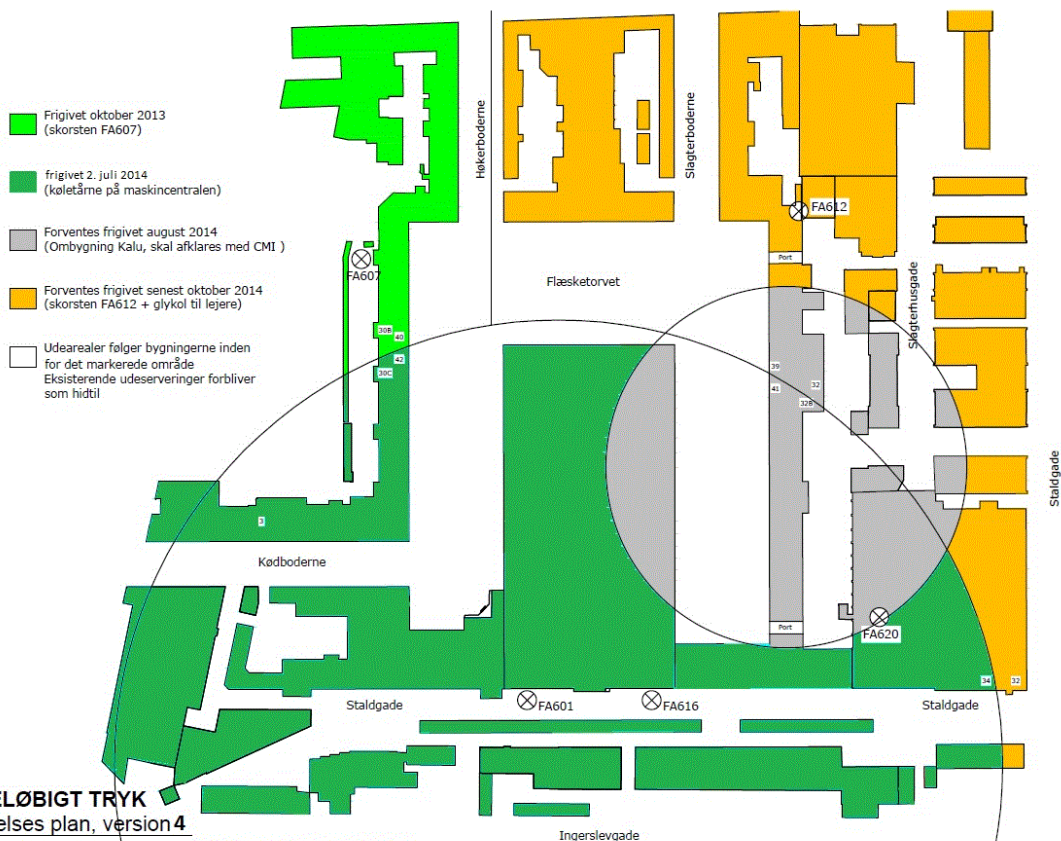 Frigivet oktober 2013
(skorsten FA607)
frigivet 2. juli 2014
(køletårne på maskincentralen)
Forventes frigivet august 2014
(Ombygning Kalu, skal afklares med CMI )
Forventes frigivet senest oktober 2014
(skorsten FA612 + glykol til lejere)
Udearealer følger bygningerne inden
for det markerede område
Eksisterende udeserveringer forbliver
som hidtil
Høkerboderne
Slagterboderne
FA612
Port
FA607
Flæsketorvet
Slagterhusgade
30B
40
42
30C
39
41
32
32B
Staldgade
3
Kødboderne
Port
FA620
34
32
Staldgade
FA601
FA616
Staldgade
ELØBIGT TRYK
elses plan, version 4
Ingerslevgade